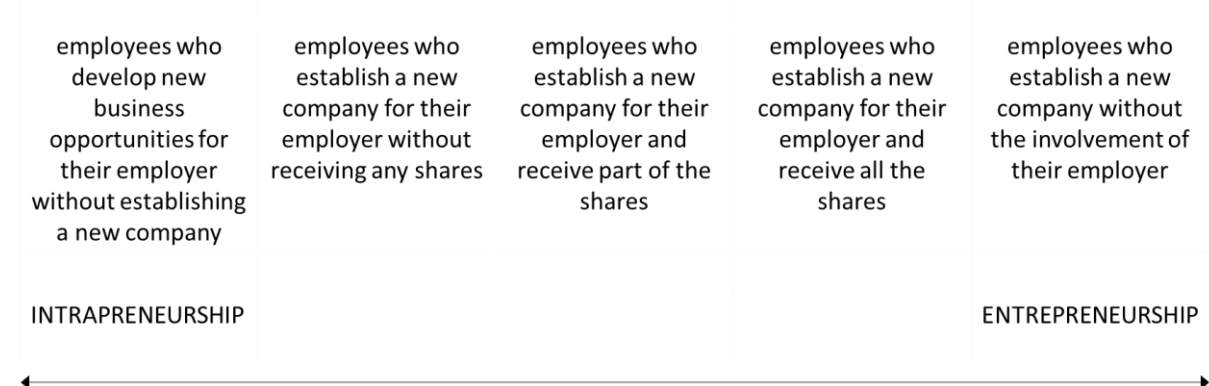 employees who
develop new
business
opportunities for
their employer
without establishing
a new company
employees who
establish a new
company for their
employer without
receiving any shares
employees who
establish a new
company for their
employer and
receive part of the
shares
employees who
establish a new
company for their
employer and
receive all the
shares
employees who
establish a new
company without
the involvement of
their employer
INTRAPRENEURSHIP
ENTREPRENEURSHIP